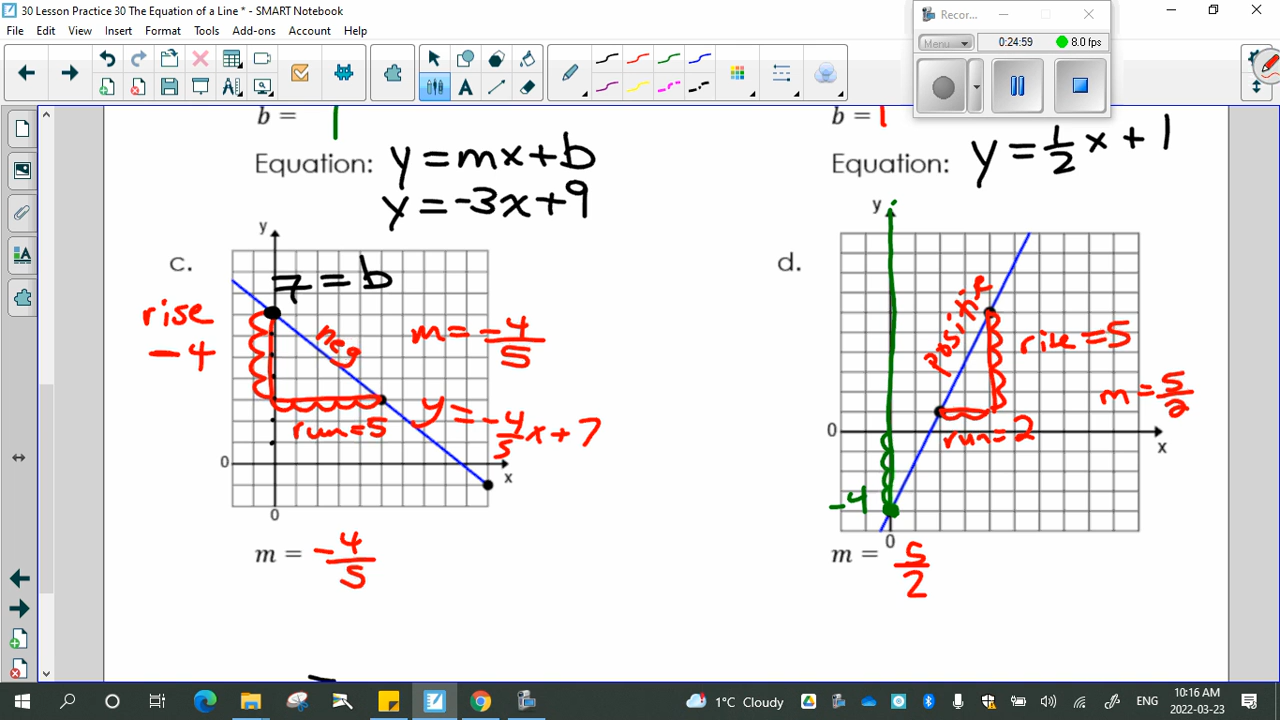 30 Lesson Practice 30 The Equation of a Line * - SMART Notebook
File Edit View Insert Format Tools Add-ons Account Help
Recor...
Menu 0:24:59 8.0 fps
b = 1
Equation: y = mx + b
y = -3x + 9
b = 1
Equation: y = 1/2 x + 1
c.
y
7 = b
rise
-4
neg
m = -4/5
run = 5
y = -4/5 x + 7
0
x
0
m = -4/5
d.
y
positive
rise = 5
m = 5/2
run = 2
0
x
-4
0
m = 5/2
1°C Cloudy
ENG
10:16 AM
2022-03-23